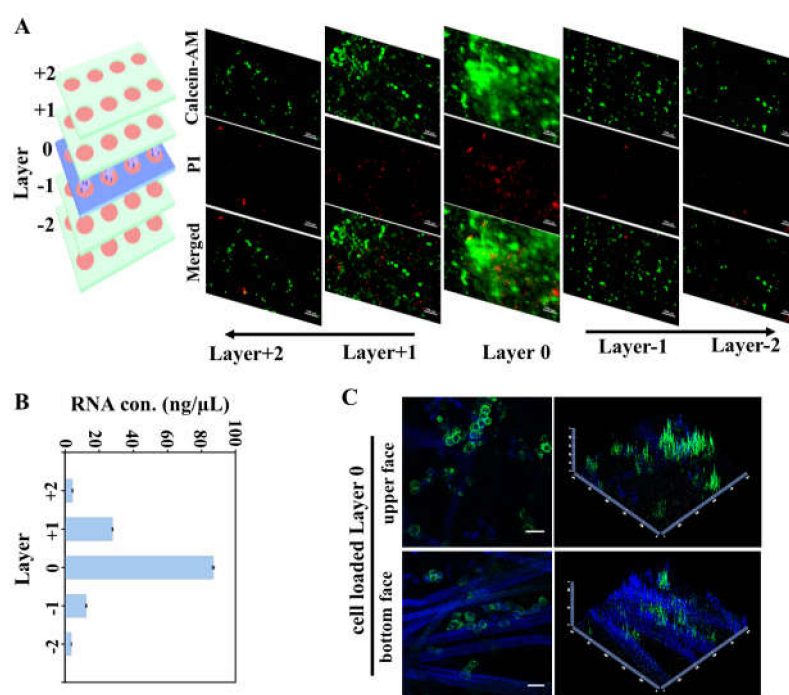 A
+2
+1
0
-1
-2
Layer
Calcein-AM
PI
Merged
Layer+2
Layer+1
Layer 0
Layer-1
Layer-2
B
RNA con. (ng/μL)
0
20
40
60
80
100
+2
+1
0
-1
-2
Layer
C
cell loaded Layer 0
upper face
bottom face